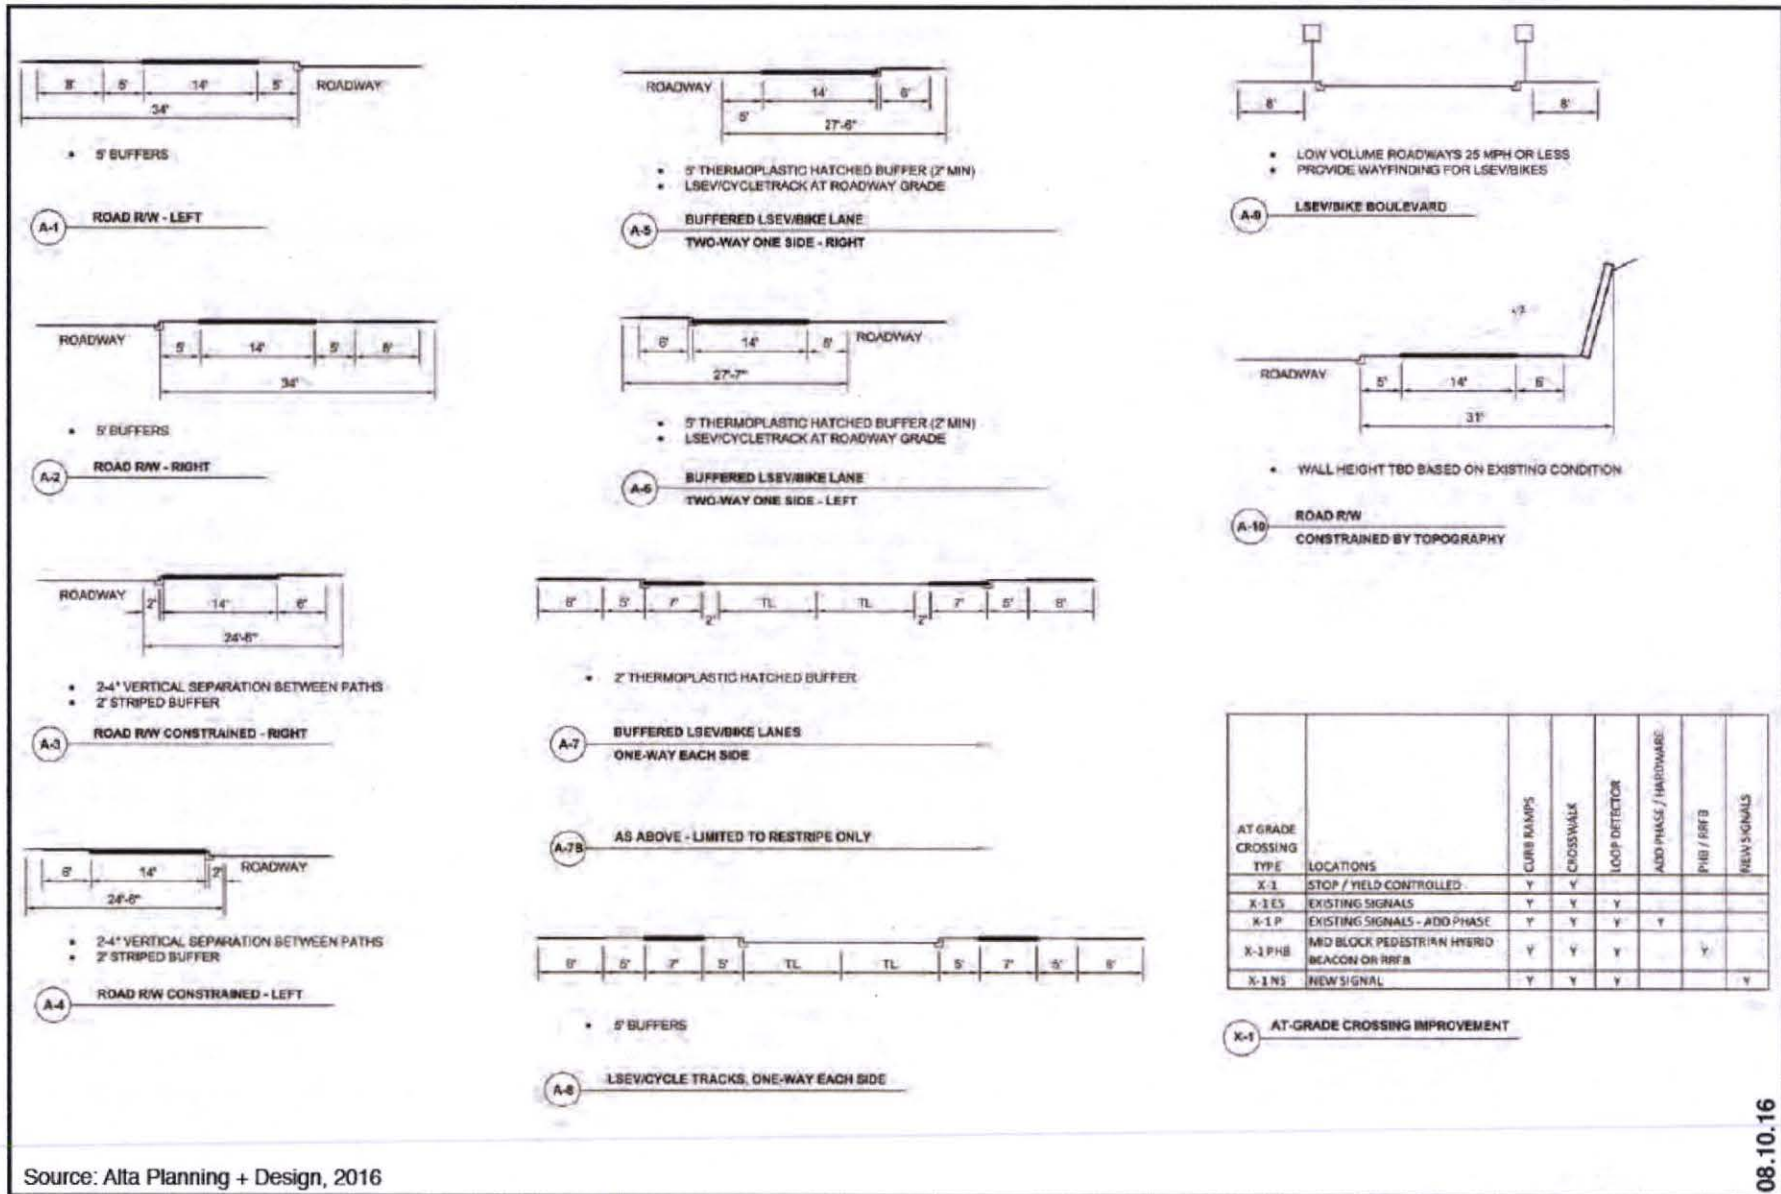 8' 5' 14' 5' ROADWAY
34'
• 5' BUFFERS
A-1 ROAD R/W - LEFT
ROADWAY
5' 14' 5' 8'
34'
• 5' BUFFERS
A-2 ROAD R/W - RIGHT
ROADWAY
2' 14' 6'
24'-6"
• 2-4" VERTICAL SEPARATION BETWEEN PATHS
• 2' STRIPED BUFFER
A-3 ROAD R/W CONSTRAINED - RIGHT
6' 14' 2' ROADWAY
24'-6"
• 2-4" VERTICAL SEPARATION BETWEEN PATHS
• 2' STRIPED BUFFER
A-4 ROAD R/W CONSTRAINED - LEFT
ROADWAY
5' 14' 6'
27'-6"
• 5' THERMOPLASTIC HATCHED BUFFER (2' MIN)
• LSEV/CYCLETRACK AT ROADWAY GRADE
A-5 BUFFERED LSEV/BIKE LANE
TWO-WAY ONE SIDE - RIGHT
6' 14' 5' ROADWAY
27'-7"
• 5' THERMOPLASTIC HATCHED BUFFER (2' MIN)
• LSEV/CYCLETRACK AT ROADWAY GRADE
A-6 BUFFERED LSEV/BIKE LANE
TWO-WAY ONE SIDE - LEFT
8' 5' 7' 2' TL TL 2' 7' 5' 8'
• 2' THERMOPLASTIC HATCHED BUFFER
A-7 BUFFERED LSEV/BIKE LANES
ONE-WAY EACH SIDE
A-7B AS ABOVE - LIMITED TO RESTRIPE ONLY
8' 5' 7' 5' TL TL 5' 7' 5' 8'
• 5' BUFFERS
A-8 LSEV/CYCLE TRACKS, ONE-WAY EACH SIDE
8' 8'
• LOW VOLUME ROADWAYS 25 MPH OR LESS
• PROVIDE WAYFINDING FOR LSEV/BIKES
A-9 LSEV/BIKE BOULEVARD
ROADWAY
5' 14' 6'
31'
• WALL HEIGHT TBD BASED ON EXISTING CONDITION
A-10 ROAD R/W
CONSTRAINED BY TOPOGRAPHY
AT GRADE CROSSING TYPE LOCATIONS CURB RAMPS CROSSWALK LOOP DETECTOR ADD PHASE / HARDWARE PHB / RRFB NEW SIGNALS
X-1 STOP / YIELD CONTROLLED Y Y
X-1 ES EXISTING SIGNALS Y Y Y
X-1 P EXISTING SIGNALS - ADD PHASE Y Y Y Y
X-1 PHB MID BLOCK PEDESTRIAN HYBRID BEACON OR RRFB Y Y Y Y
X-1 NS NEW SIGNAL Y Y Y Y
X-1 AT-GRADE CROSSING IMPROVEMENT
Source: Alta Planning + Design, 2016
08.10.16